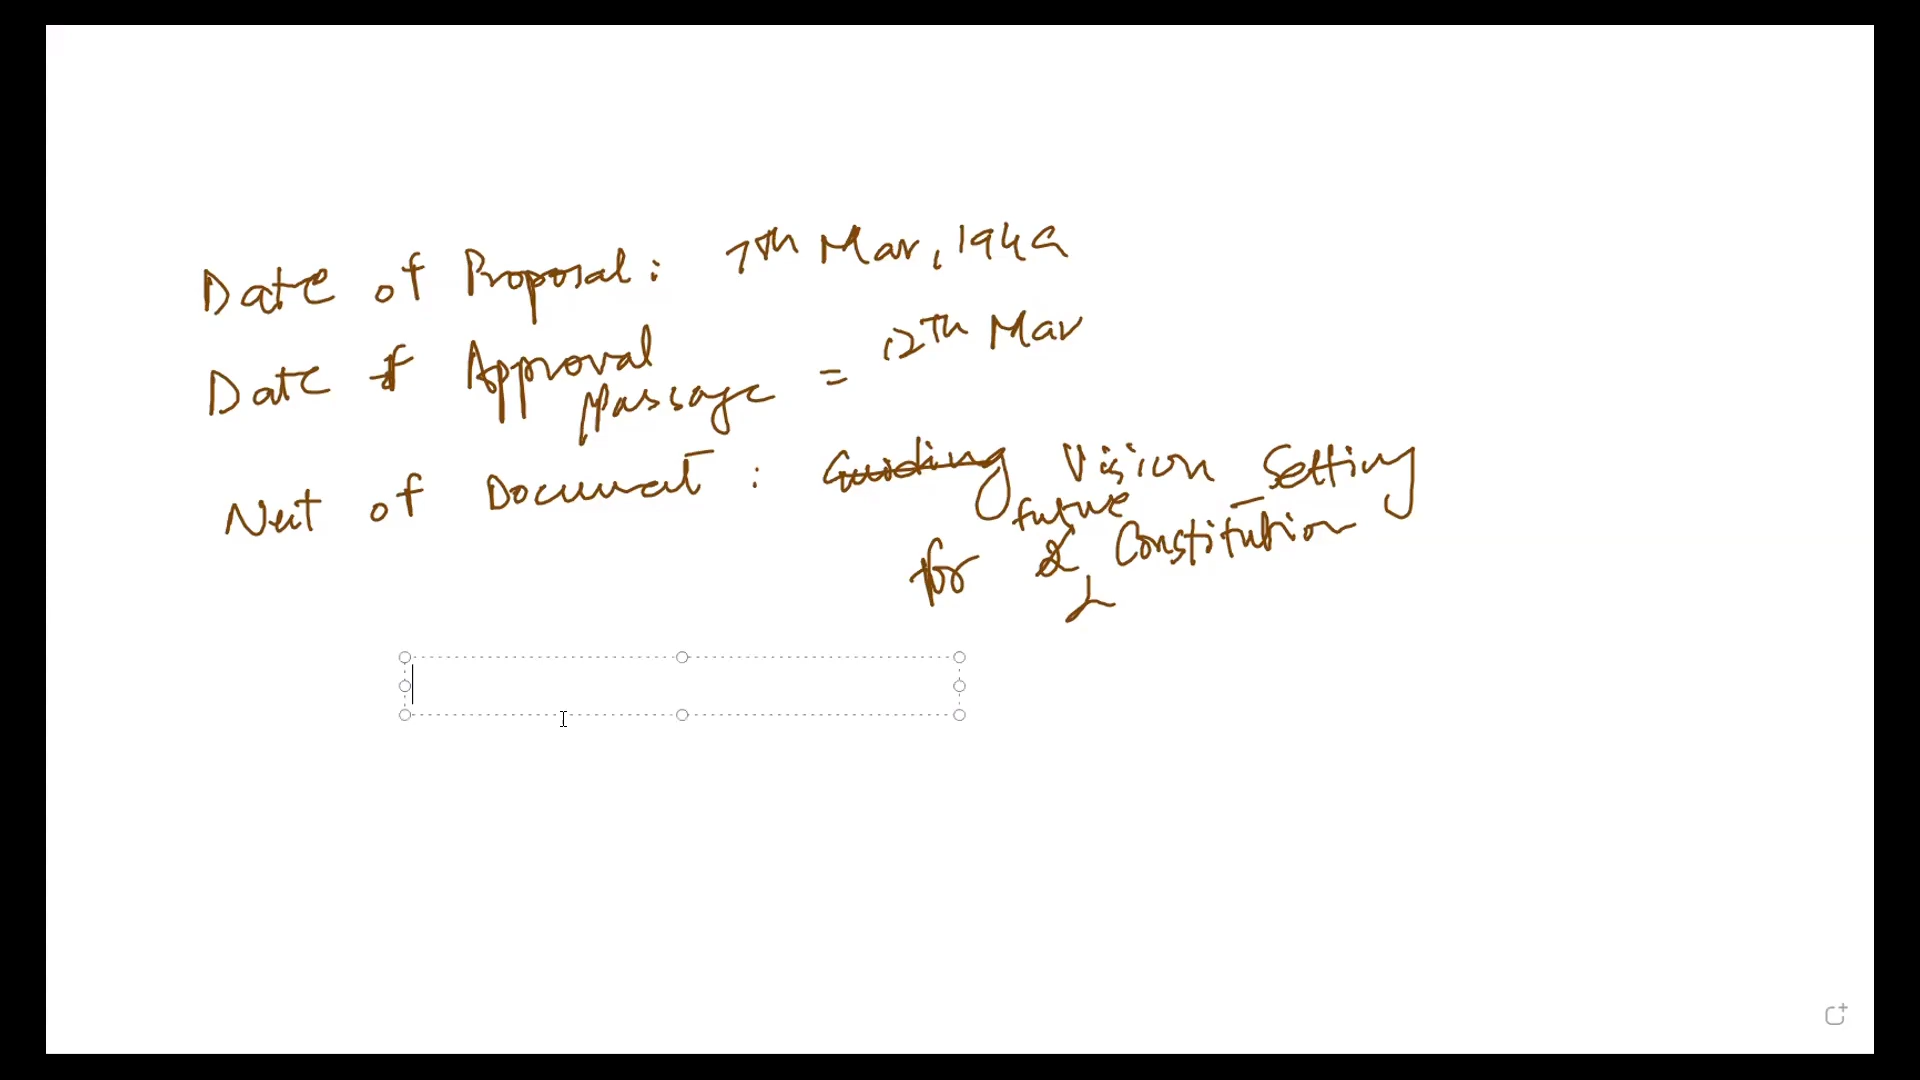 Date of Proposal: 7th Mar, 1949
Date of Approval
Passage = 12th Mar
of Document: Guiding Vision Setting
for future Constitution